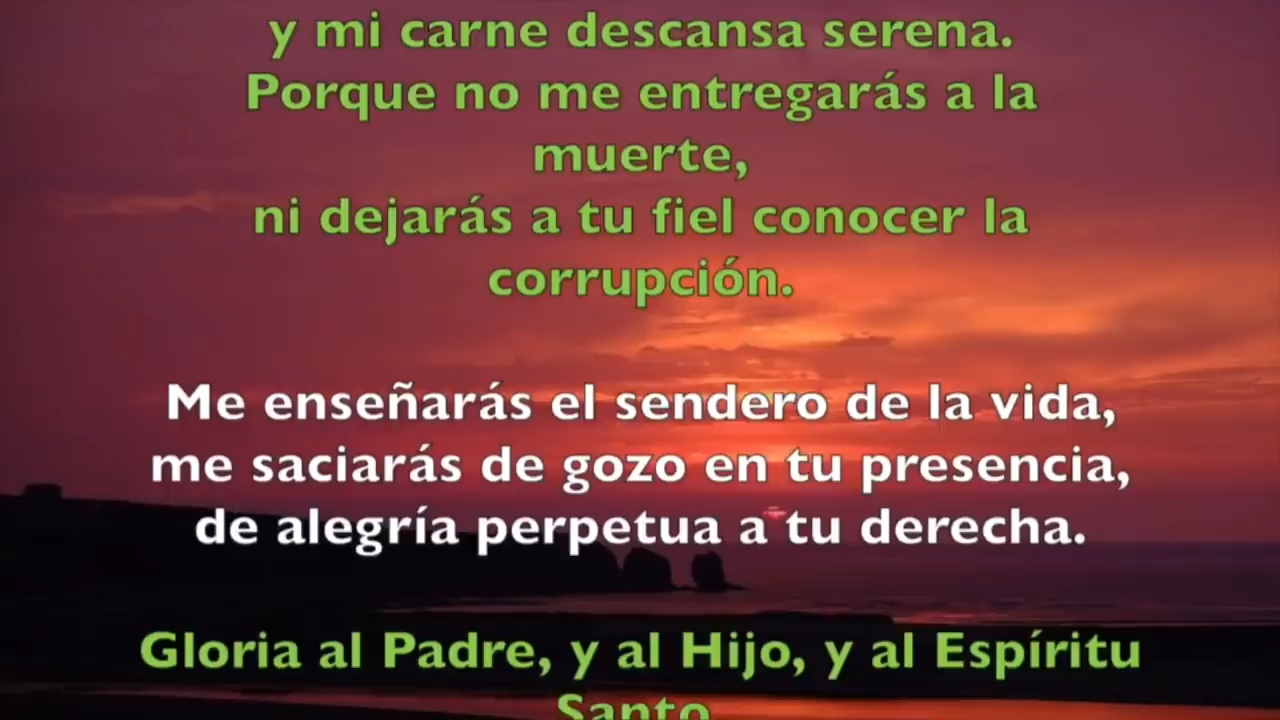 y mi carne descansa serena.
Porque no me entregarás a la
muerte,
ni dejarás a tu fiel conocer la
corrupción.
Me enseñarás el sendero de la vida,
me saciarás de gozo en tu presencia,
de alegría perpetua a tu derecha.
Gloria al Padre, y al Hijo, y al Espíritu
Santo